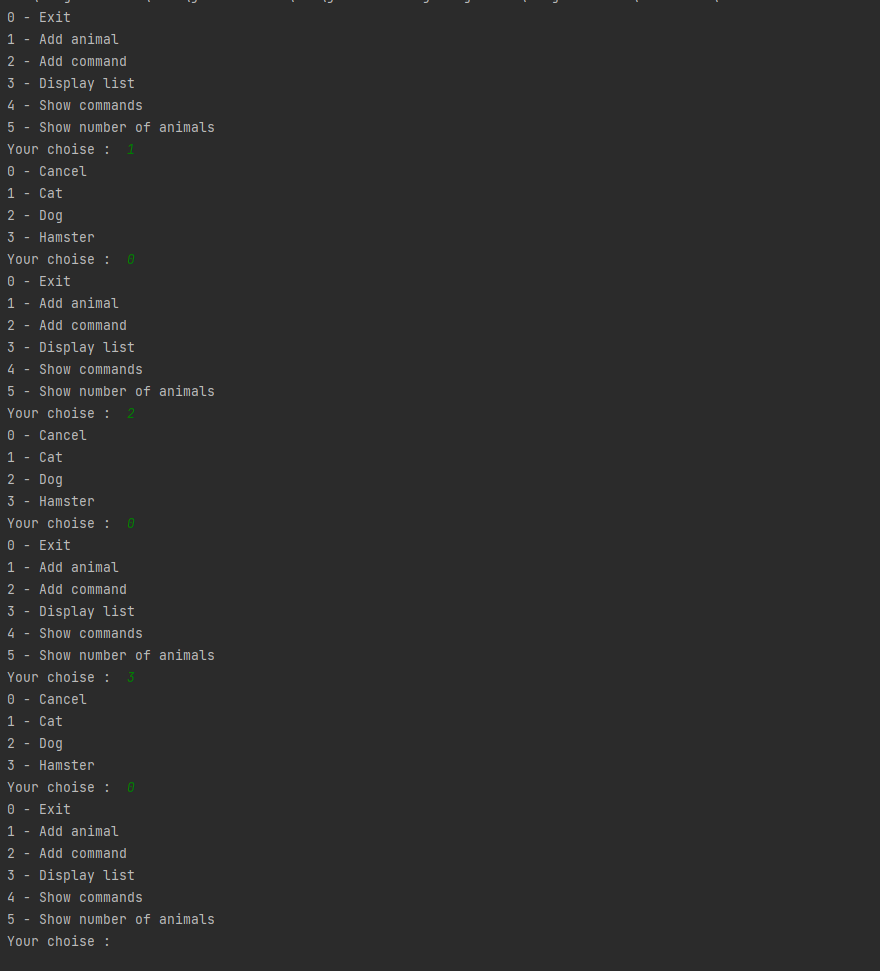 0 - Exit
1 - Add animal
2 - Add command
3 - Display list
4 - Show commands
5 - Show number of animals
Your choise :  1
0 - Cancel
1 - Cat
2 - Dog
3 - Hamster
Your choise :  0
0 - Exit
1 - Add animal
2 - Add command
3 - Display list
4 - Show commands
5 - Show number of animals
Your choise :  2
0 - Cancel
1 - Cat
2 - Dog
3 - Hamster
Your choise :  0
0 - Exit
1 - Add animal
2 - Add command
3 - Display list
4 - Show commands
5 - Show number of animals
Your choise :  3
0 - Cancel
1 - Cat
2 - Dog
3 - Hamster
Your choise :  0
0 - Exit
1 - Add animal
2 - Add command
3 - Display list
4 - Show commands
5 - Show number of animals
Your choise :